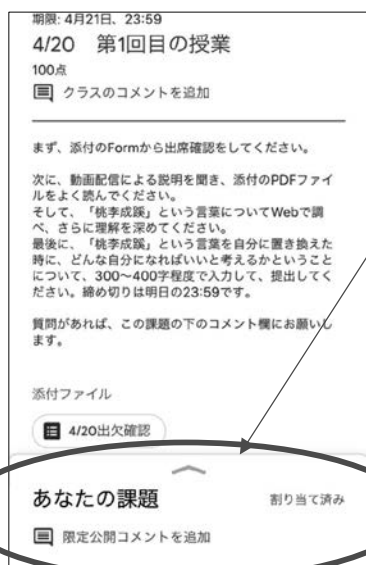 期限: 4月21日、23:59
4/20　第1回目の授業
100点
クラスのコメントを追加
まず、添付のFormから出席確認をしてください。
次に、動画配信による説明を聞き、添付のPDFファイ
ルをよく読んでください。
そして、「桃李成蹊」という言葉についてWebで調
べ、さらに理解を深めてください。
最後に、「桃李成蹊」という言葉を自分に置き換えた
時に、どんな自分になればいいと考えるかということ
について、300〜400字程度で入力して、提出してく
ださい。締め切りは明日の23:59です。
質問があれば、この課題の下のコメント欄にお願いし
ます。
添付ファイル
4/20出欠確認
あなたの課題
割り当て済み
限定公開コメントを追加